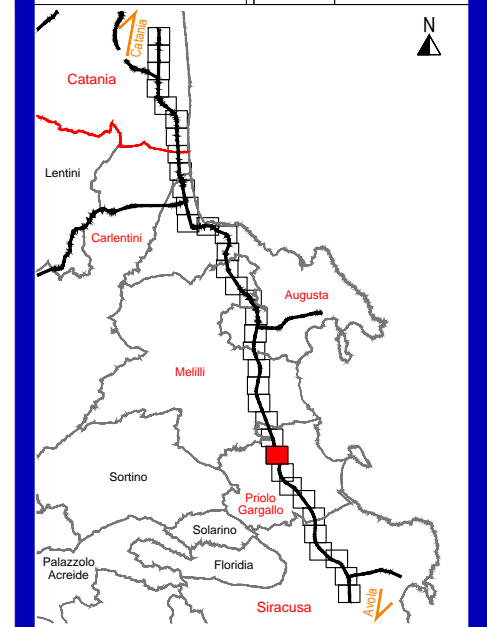 N
Catania
Catania
Lentini
Carlentini
Augusta
Melilli
Sortino
Priolo
Gargallo
Solarino
Floridia
Palazzolo
Acreide
Siracusa
Avola